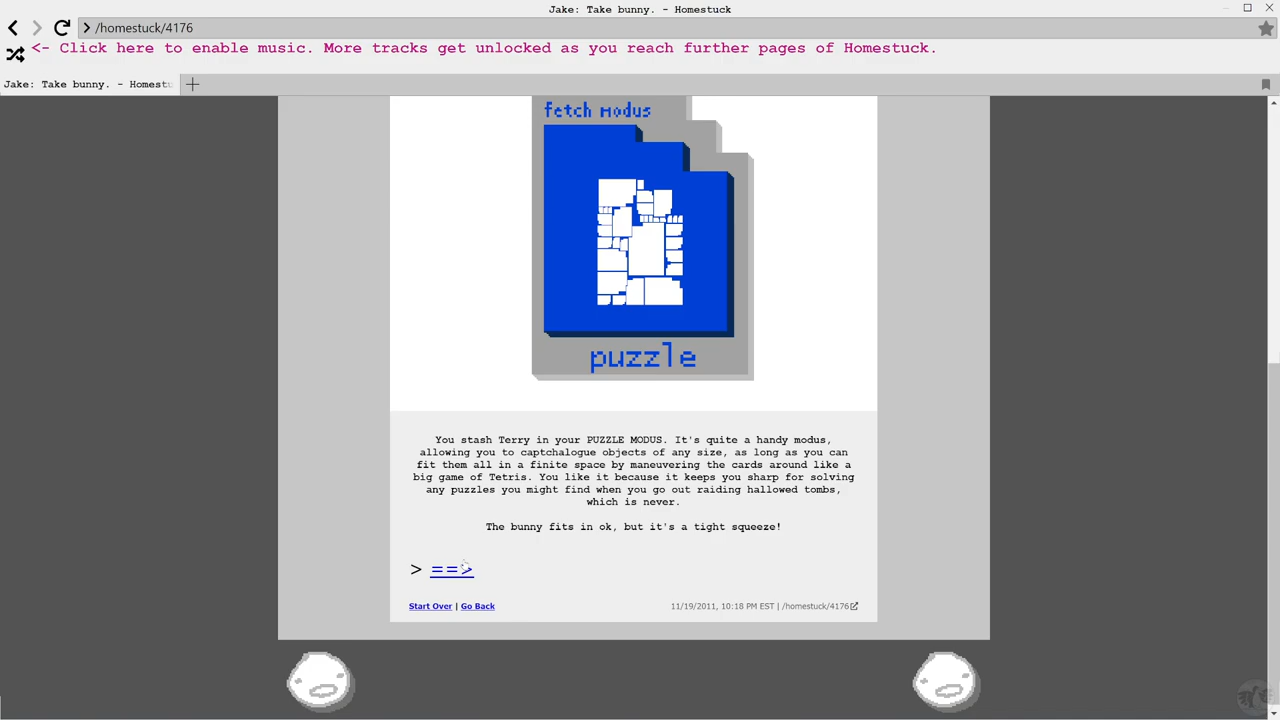 Jake: Take bunny. - Homestuck
/homestuck/4176
<- Click here to enable music. More tracks get unlocked as you reach further pages of Homestuck.
Jake: Take bunny. - Homestu
fetch modus
puzzle
You stash Terry in your PUZZLE MODUS. It's quite a handy modus,
allowing you to captchalogue objects of any size, as long as you can
fit them all in a finite space by maneuvering the cards around like a
big game of Tetris. You like it because it keeps you sharp for solving
any puzzles you might find when you go out raiding hallowed tombs,
which is never.
The bunny fits in ok, but it's a tight squeeze!
> ==>
Start Over | Go Back
11/19/2011, 10:18 PM EST | /homestuck/4176